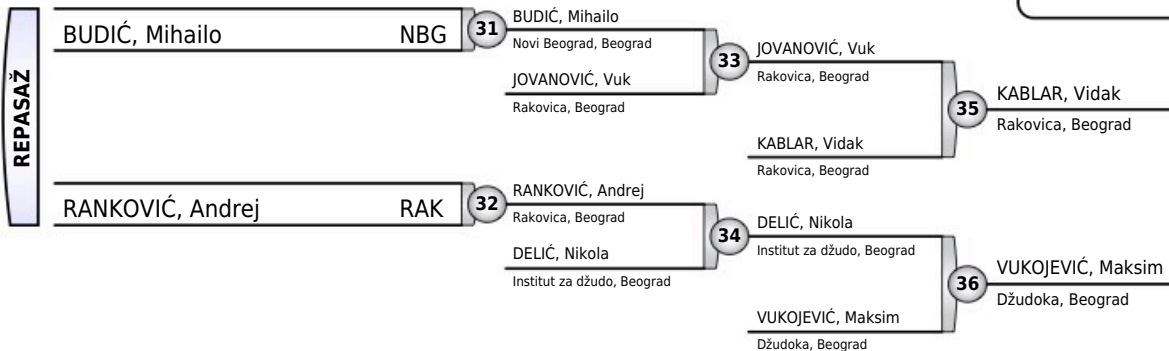 REPASAŽ
BUDIĆ, Mihailo NBG
31
BUDIĆ, Mihailo
Novi Beograd, Beograd
JOVANOVIĆ, Vuk
Rakovica, Beograd
33
JOVANOVIĆ, Vuk
Rakovica, Beograd
KABLAR, Vidak
Rakovica, Beograd
35
KABLAR, Vidak
Rakovica, Beograd
RANKOVIĆ, Andrej RAK
32
RANKOVIĆ, Andrej
Rakovica, Beograd
DELIĆ, Nikola
Institut za džudo, Beograd
34
DELIĆ, Nikola
Institut za džudo, Beograd
VUKOJEVIĆ, Maksim
Džudoka, Beograd
36
VUKOJEVIĆ, Maksim
Džudoka, Beograd